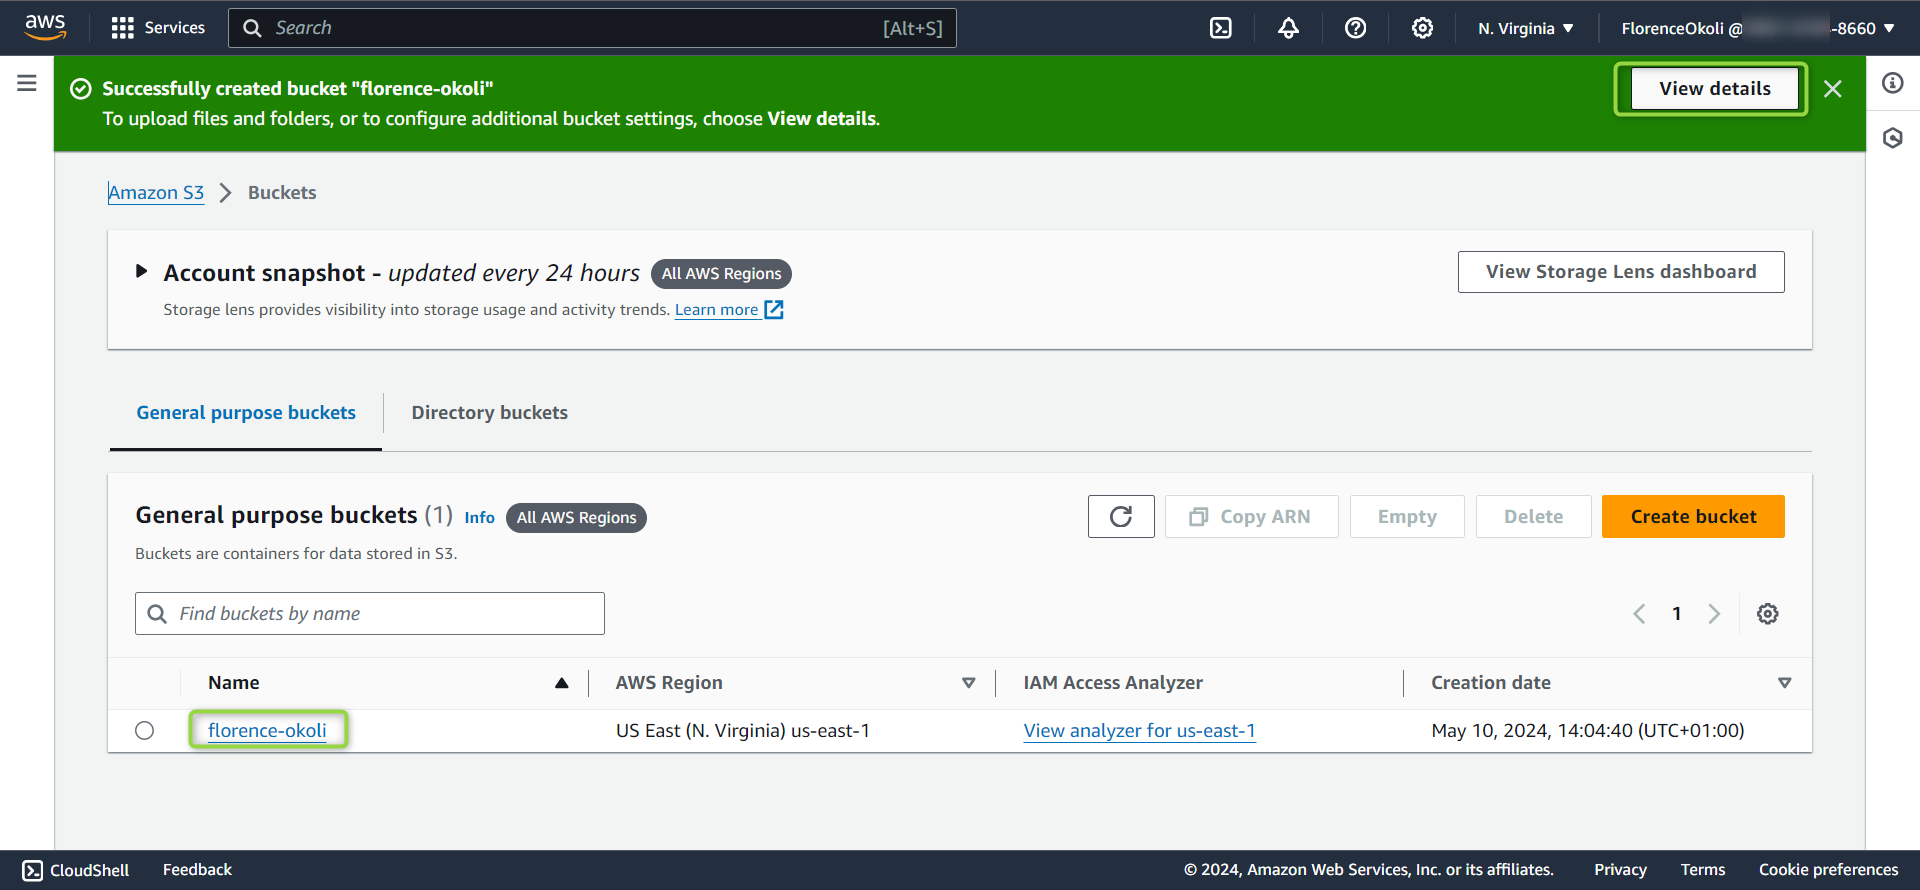 aws Services Search [Alt+S] N. Virginia FlorenceOkoli @ -8660
Successfully created bucket "florence-okoli"
To upload files and folders, or to configure additional bucket settings, choose View details.
View details
Amazon S3 Buckets
Account snapshot - updated every 24 hours All AWS Regions
Storage lens provides visibility into storage usage and activity trends. Learn more
View Storage Lens dashboard
General purpose buckets Directory buckets
General purpose buckets (1) Info All AWS Regions
Buckets are containers for data stored in S3.
Copy ARN Empty Delete Create bucket
Find buckets by name
1
Name AWS Region IAM Access Analyzer Creation date
florence-okoli US East (N. Virginia) us-east-1 View analyzer for us-east-1 May 10, 2024, 14:04:40 (UTC+01:00)
CloudShell Feedback © 2024, Amazon Web Services, Inc. or its affiliates. Privacy Terms Cookie preferences